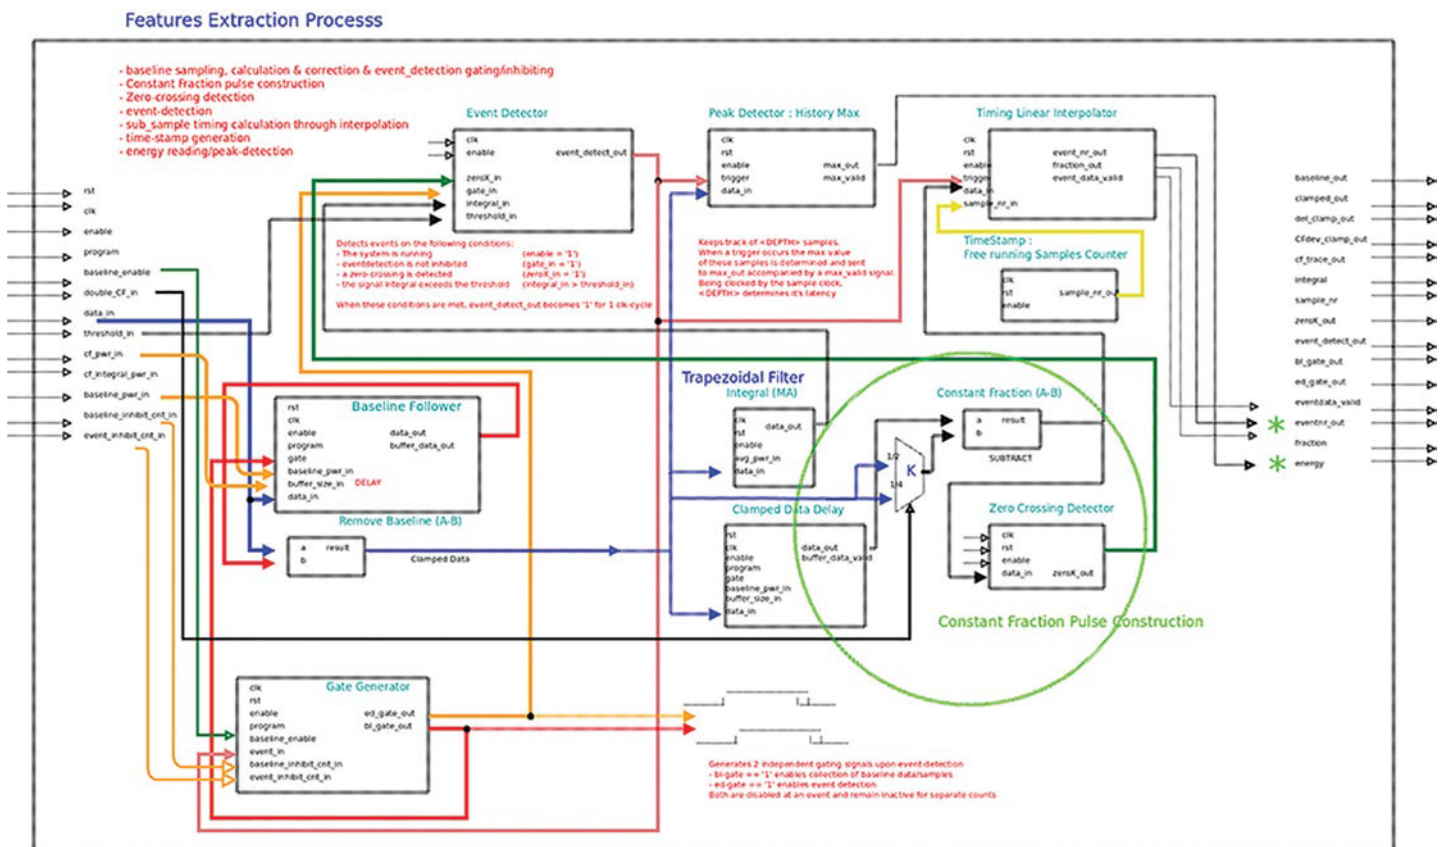 Features Extraction Processs
- baseline sampling, calculation & correction & event_detection gating/inhibiting
- Constant Fraction pulse construction
- Zero-crossing detection
- event-detection
- sub_sample timing calculation through interpolation
- time-stamp generation
- energy reading/peak-detection
rst
clk
enable
program
baseline_enable
double_CF_in
data_in
threshold_in
cf_pwr_in
cf_integral_pwr_in
baseline_pwr_in
baseline_inhibit_cnt_in
event_inhibit_cnt_in
Event Detector
clk
enable
event_detect_out
zeroX_in
gate_in
integral_in
threshold_in
Detects events on the following conditions:
- The system is running (enable = '1')
- eventdetection is not inhibited (gate_in = '1')
- a zero-crossing is detected (zeroX_in = '1')
- the signal integral exceeds the threshold (integral_in > threshold_in)
When these conditions are met, event_detect_out becomes '1' for 1 clk-cycle
Peak Detector : History Max
clk
rst
enable max_out
trigger max_valid
data_in
Keeps track of <DEPTH> samples.
When a trigger occurs the max value
of these samples is determined and sent
to max_out accompanied by a max_valid signal.
Being clocked by the sample clock,
<DEPTH> determines it's latency
Timing Linear Interpolator
clk
rst event_nr_out
enable fraction_out
trigger event_data_valid
data_in
sample_nr_in
TimeStamp :
Free running Samples Counter
clk
rst sample_nr_out
enable
baseline_out
clamped_out
del_clamp_out
CFdev_clamp_out
cf_trace_out
integral
sample_nr
zeroX_out
event_detect_out
bl_gate_out
ed_gate_out
eventdata_valid
eventnr_out
fraction
energy
Baseline Follower
rst
clk
enable data_out
program buffer_data_out
gate
baseline_pwr_in
buffer_size_in DELAY
data_in
Remove Baseline (A-B)
a result
b
Clamped Data
Trapezoidal Filter
Integral (MA)
clk data_out
rst
enable
avg_pwr_in
data_in
Clamped Data Delay
rst
clk data_out
enable buffer_data_valid
program
gate
baseline_pwr_in
buffer_size_in
data_in
1/2
K
1/4
Constant Fraction (A-B)
a result
b
SUBTRACT
Zero Crossing Detector
clk
rst
enable
data_in zeroX_out
Constant Fraction Pulse Construction
Gate Generator
clk
rst
enable ed_gate_out
program bl_gate_out
baseline_enable
event_in
baseline_inhibit_cnt_in
event_inhibit_cnt_in
Generates 2 independent gating signals upon event-detection
- bl-gate == '1' enables collection of baseline data/samples
- ed-gate == '1' enables event detection
Both are disabled at an event and remain inactive for separate counts